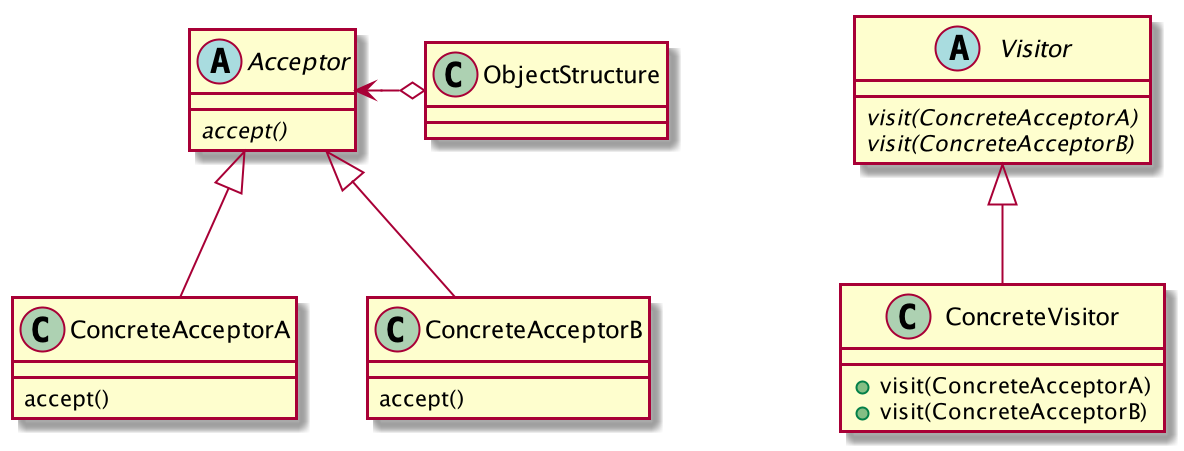 A Acceptor
accept()
C ObjectStructure
A Visitor
visit(ConcreteAcceptorA)
visit(ConcreteAcceptorB)
C ConcreteAcceptorA
accept()
C ConcreteAcceptorB
accept()
C ConcreteVisitor
visit(ConcreteAcceptorA)
visit(ConcreteAcceptorB)